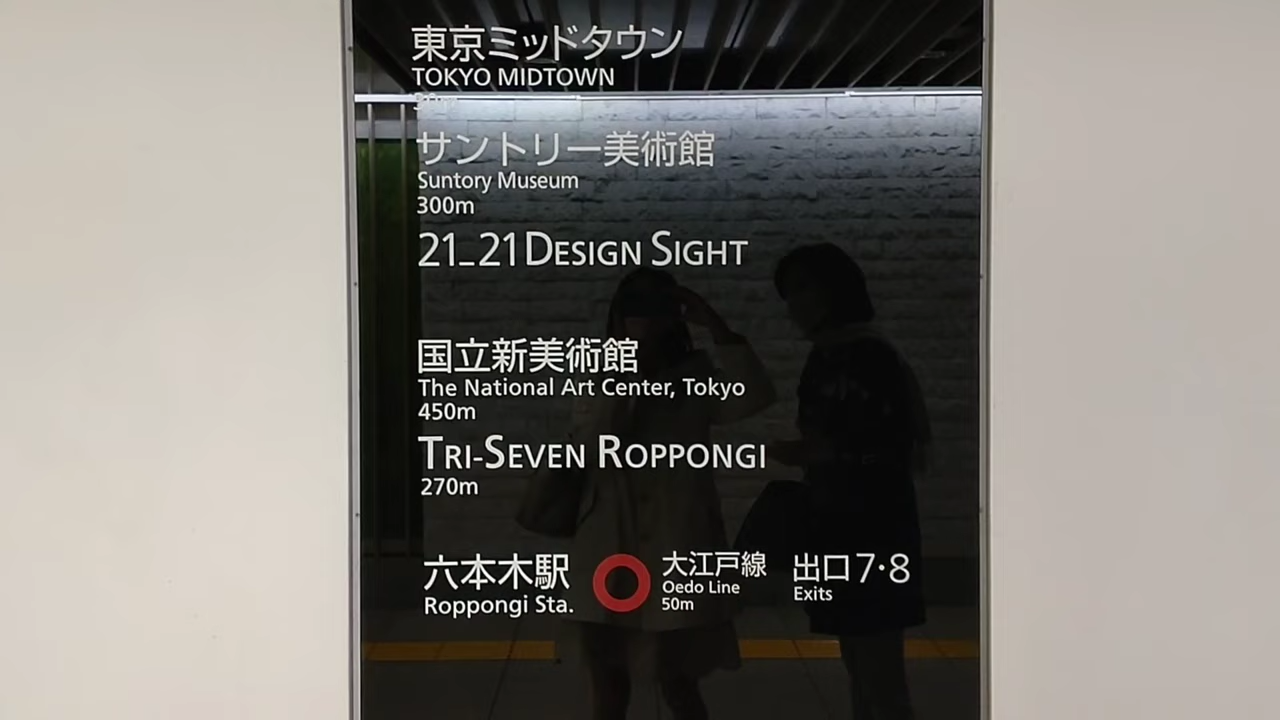 東京ミッドタウン
TOKYO MIDTOWN
サントリー美術館
Suntory Museum
300m
21_21 DESIGN SIGHT
国立新美術館
The National Art Center, Tokyo
450m
TRI-SEVEN ROPPONGI
270m
六本木駅 大江戸線 出口7・8
Roppongi Sta. Oedo Line Exits
50m